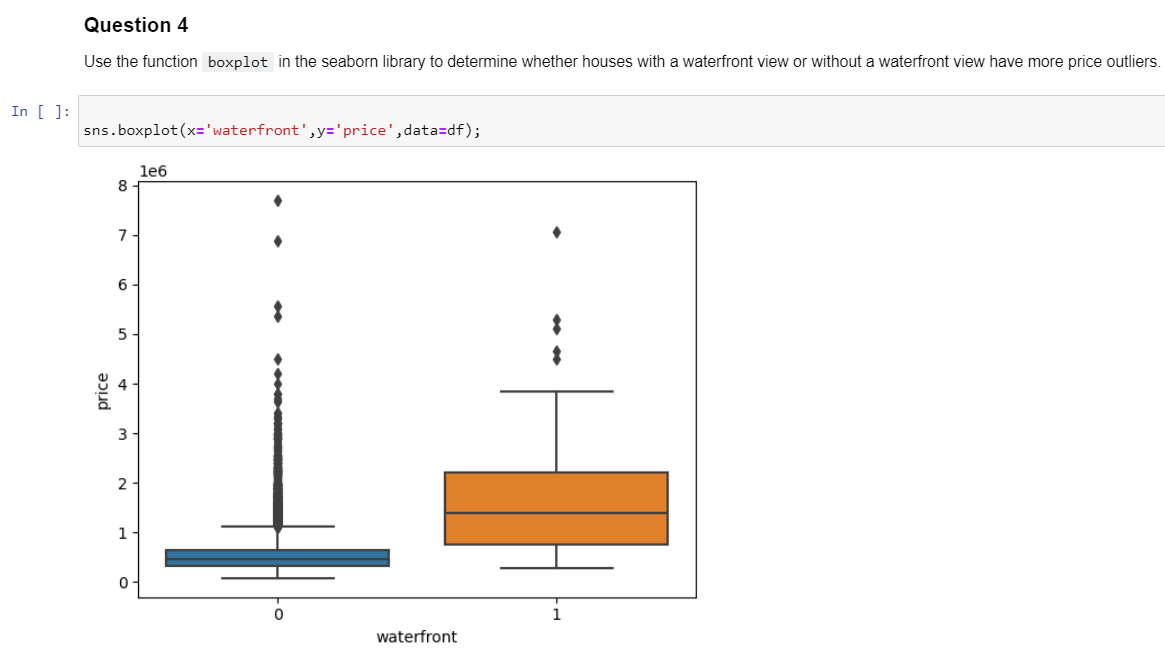 Question 4
Use the function boxplot in the seaborn library to determine whether houses with a waterfront view or without a waterfront view have more price outliers.
In [ ]:
sns.boxplot(x='waterfront',y='price',data=df);
1e6
8
7
6
5
4
3
2
1
0
price
0 1
waterfront